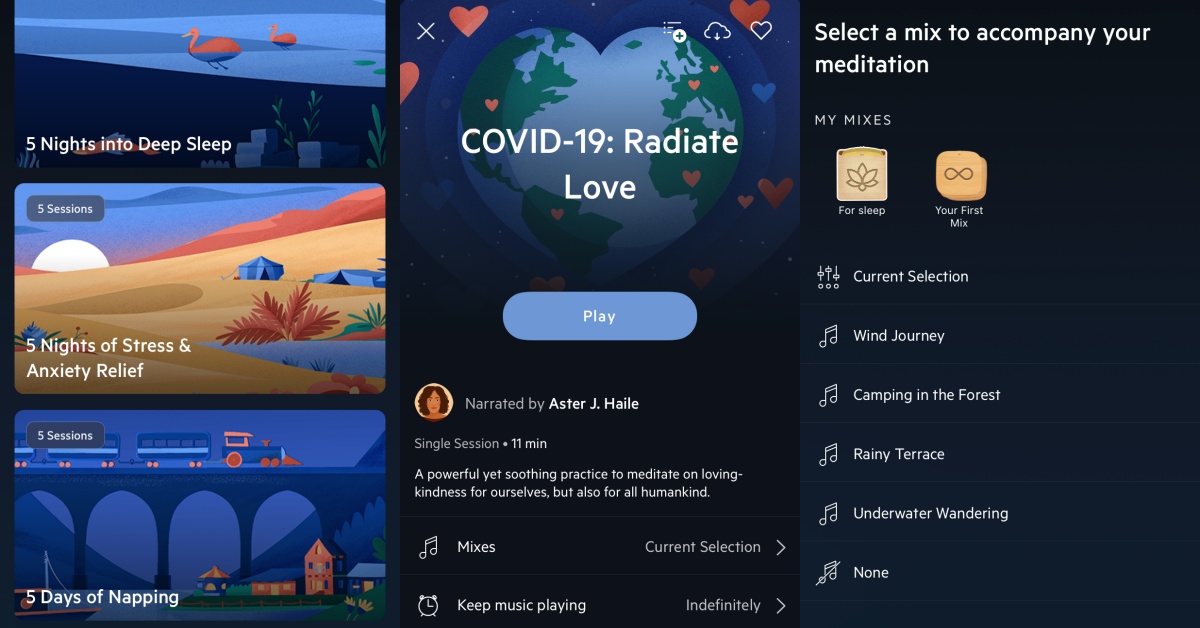 5 Nights into Deep Sleep
5 Sessions
5 Nights of Stress &
Anxiety Relief
5 Sessions
5 Days of Napping
COVID-19: Radiate
Love
Play
Narrated by Aster J. Haile
Single Session • 11 min
A powerful yet soothing practice to meditate on loving-
kindness for ourselves, but also for all humankind.
Mixes
Current Selection
Keep music playing
Indefinitely
Select a mix to accompany your
meditation
MY MIXES
For sleep
Your First
Mix
Current Selection
Wind Journey
Camping in the Forest
Rainy Terrace
Underwater Wandering
None